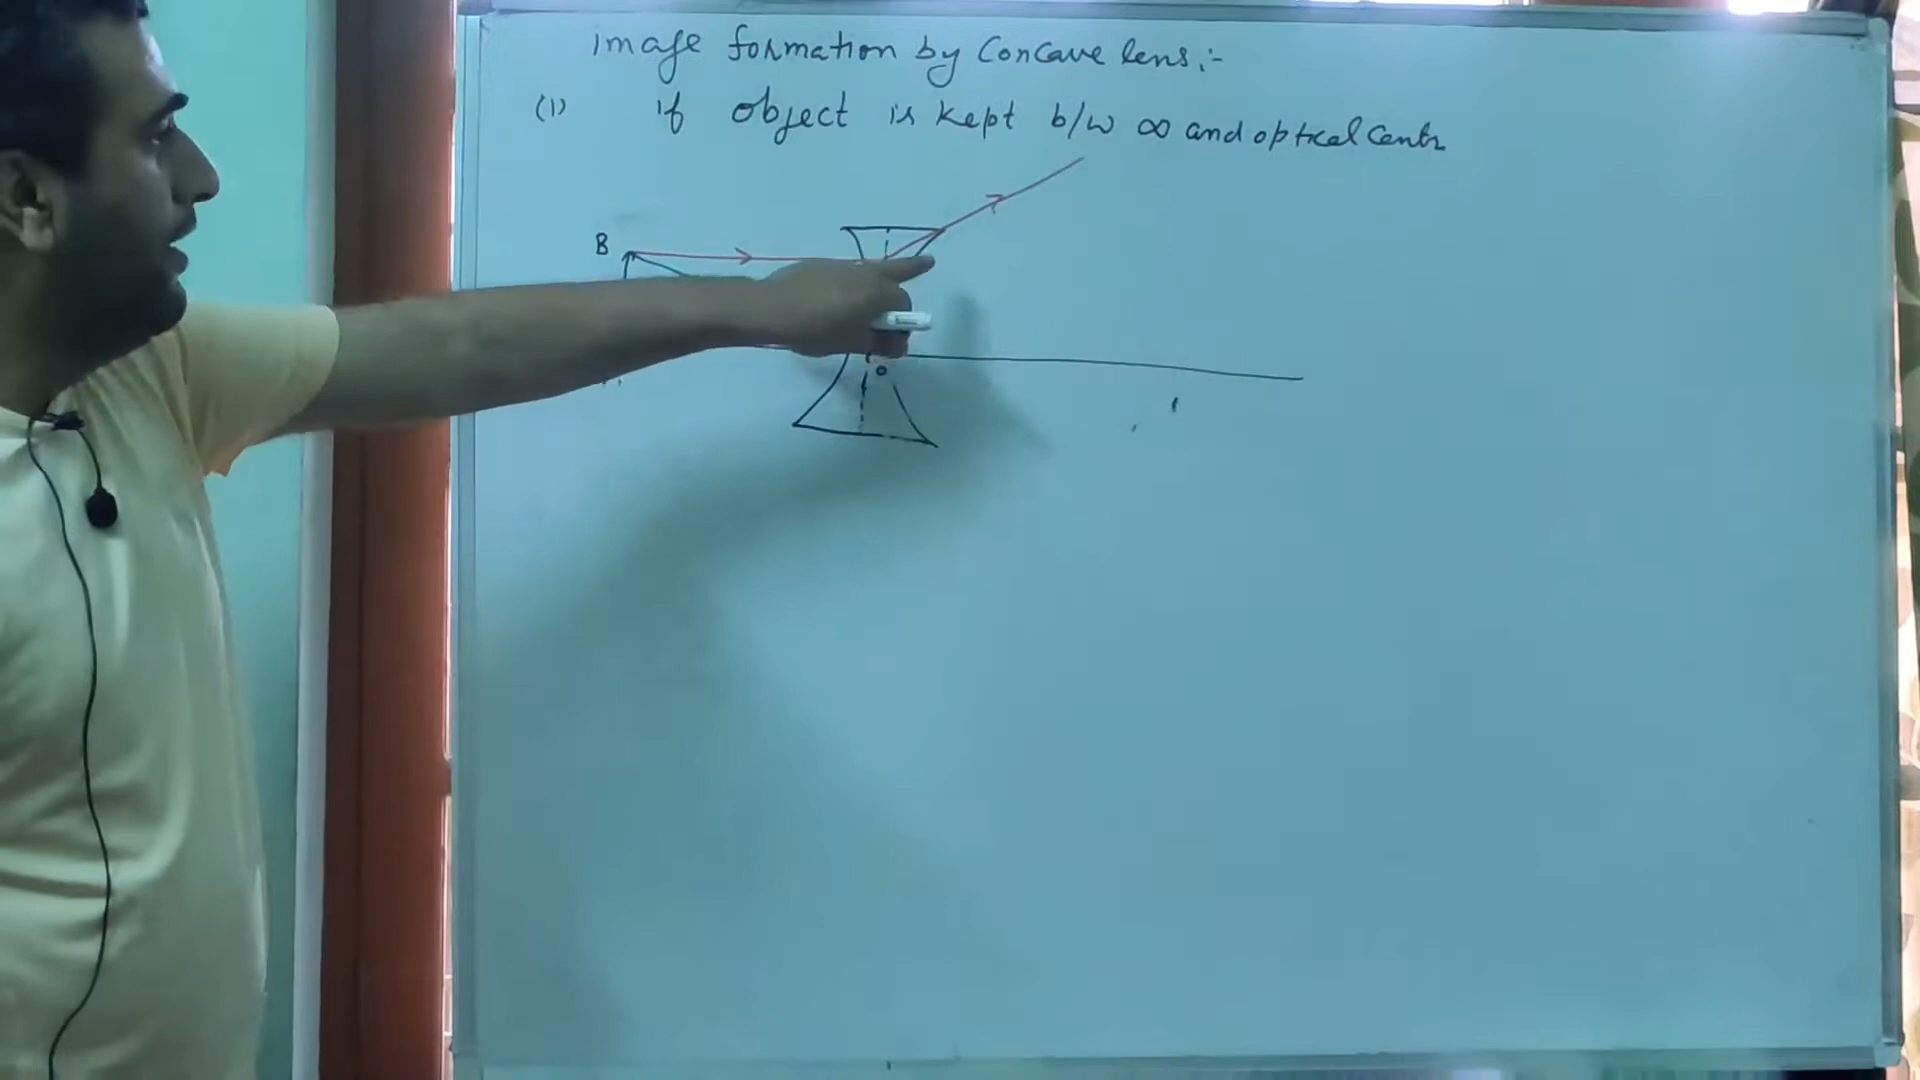 image formation by Concave lens:-
(1) if object is kept b/w ∞ and optical Centr
B
o